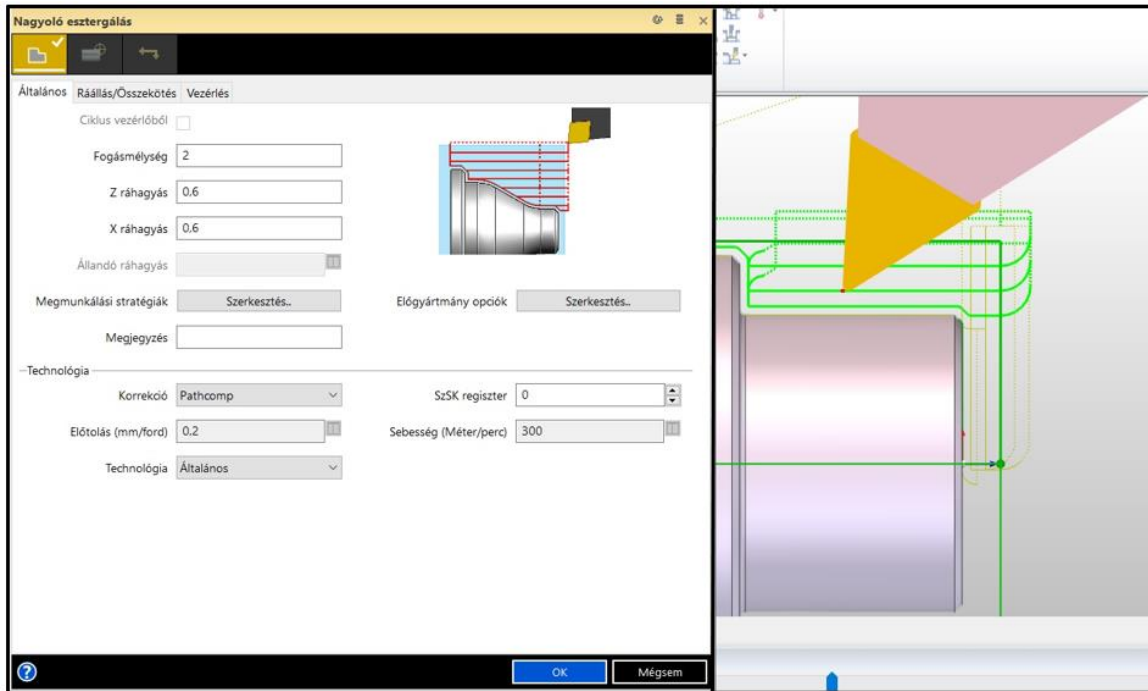 Nagyoló esztergálás
Általános Ráállás/Összekötés Vezérlés
Ciklus vezérlőből
Fogásmélység 2
Z ráhagyás 0,6
X ráhagyás 0,6
Állandó ráhagyás
Megmunkálási stratégiák Szerkesztés.. Előgyártmány opciók Szerkesztés..
Megjegyzés
Technológia
Korrekció Pathcomp SzSK regiszter 0
Előtolás (mm/ford) 0,2 Sebesség (Méter/perc) 300
Technológia Általános
? OK Mégsem